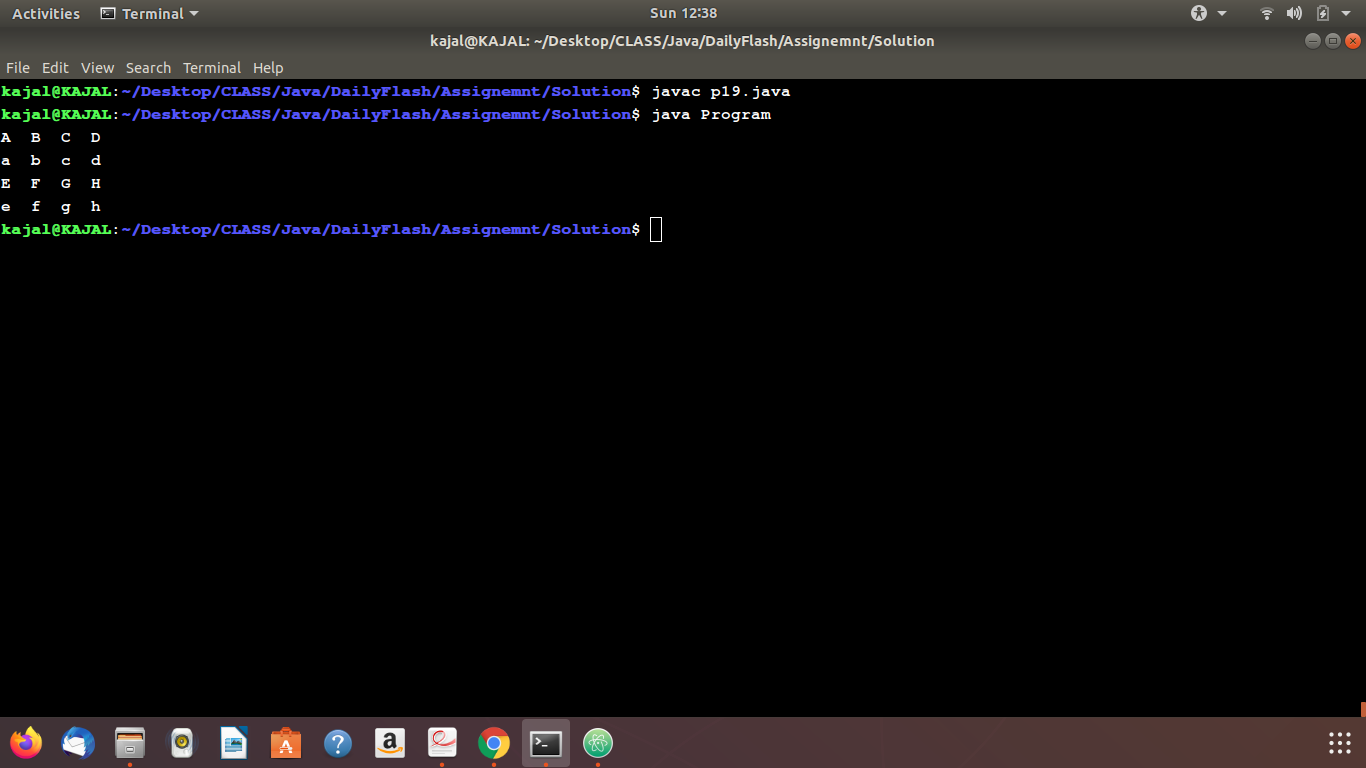 Activities Terminal Sun 12:38
kajal@KAJAL: ~/Desktop/CLASS/Java/DailyFlash/Assignemnt/Solution
File Edit View Search Terminal Help
kajal@KAJAL:~/Desktop/CLASS/Java/DailyFlash/Assignemnt/Solution$ javac p19.java
kajal@KAJAL:~/Desktop/CLASS/Java/DailyFlash/Assignemnt/Solution$ java Program
A B C D
a b c d
E F G H
e f g h
kajal@KAJAL:~/Desktop/CLASS/Java/DailyFlash/Assignemnt/Solution$